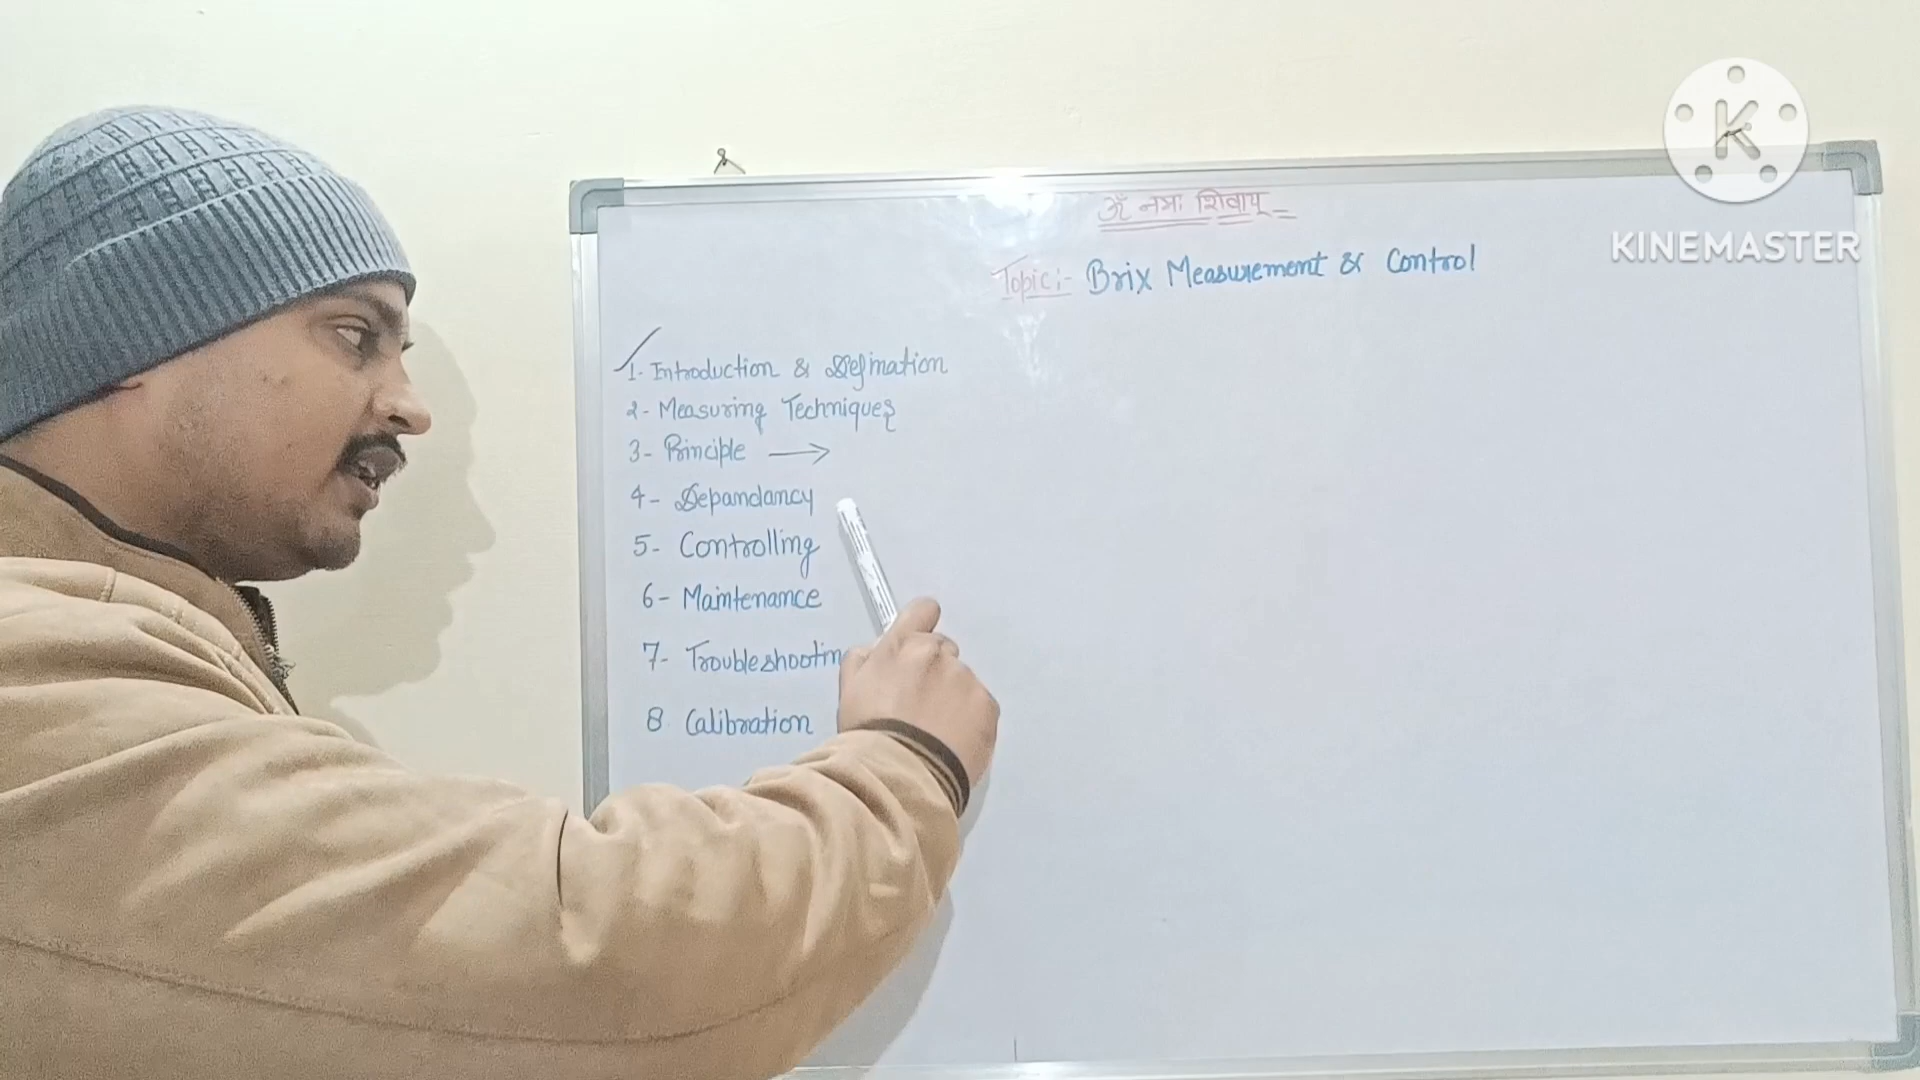 ॐ नमः शिवाय
Topic:- Brix Measurement & Control
1- Introduction & Defination
2- Measuring Techniques
3- Principle →
4- Depandancy
5- Controlling
6- Maintenance
7- Troubleshootin
8. Calibration
K
KINEMASTER